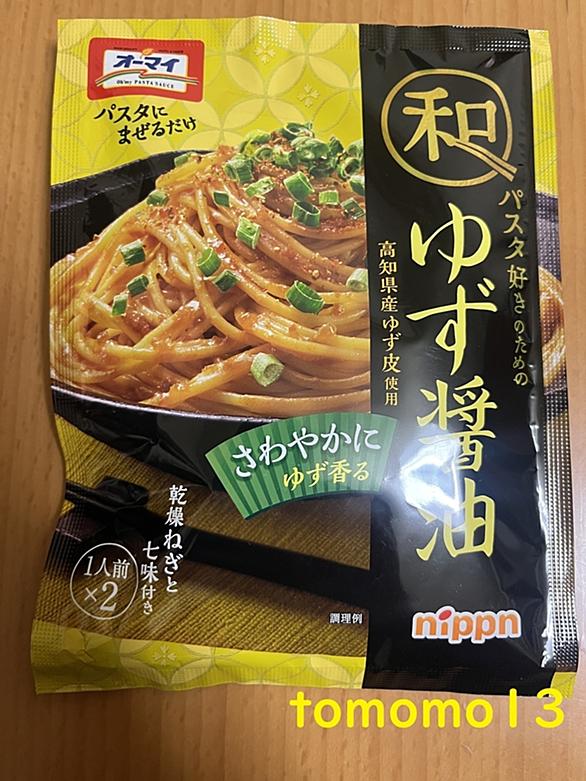 オーマイ
Oh'my PASTA SAUCE
パスタに
まぜるだけ
和
パスタ好きのための
ゆず醤油
高知県産ゆず皮使用
さわやかに
ゆず香る
乾燥ねぎと
七味付き
1人前
×2
調理例
nippn
tomomo13